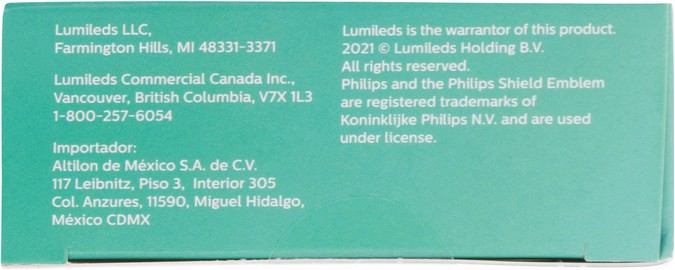 Lumileds LLC,
Farmington Hills, MI 48331-3371
Lumileds Commercial Canada Inc.,
Vancouver, British Columbia, V7X 1L3
1-800-257-6054
Importador:
Altilon de México S.A. de C.V.
117 Leibnitz, Piso 3, Interior 305
Col. Anzures, 11590, Miguel Hidalgo,
México CDMX
Lumileds is the warrantor of this product.
2021 © Lumileds Holding B.V.
All rights reserved.
Philips and the Philips Shield Emblem
are registered trademarks of
Koninklijke Philips N.V. and are used
under license.